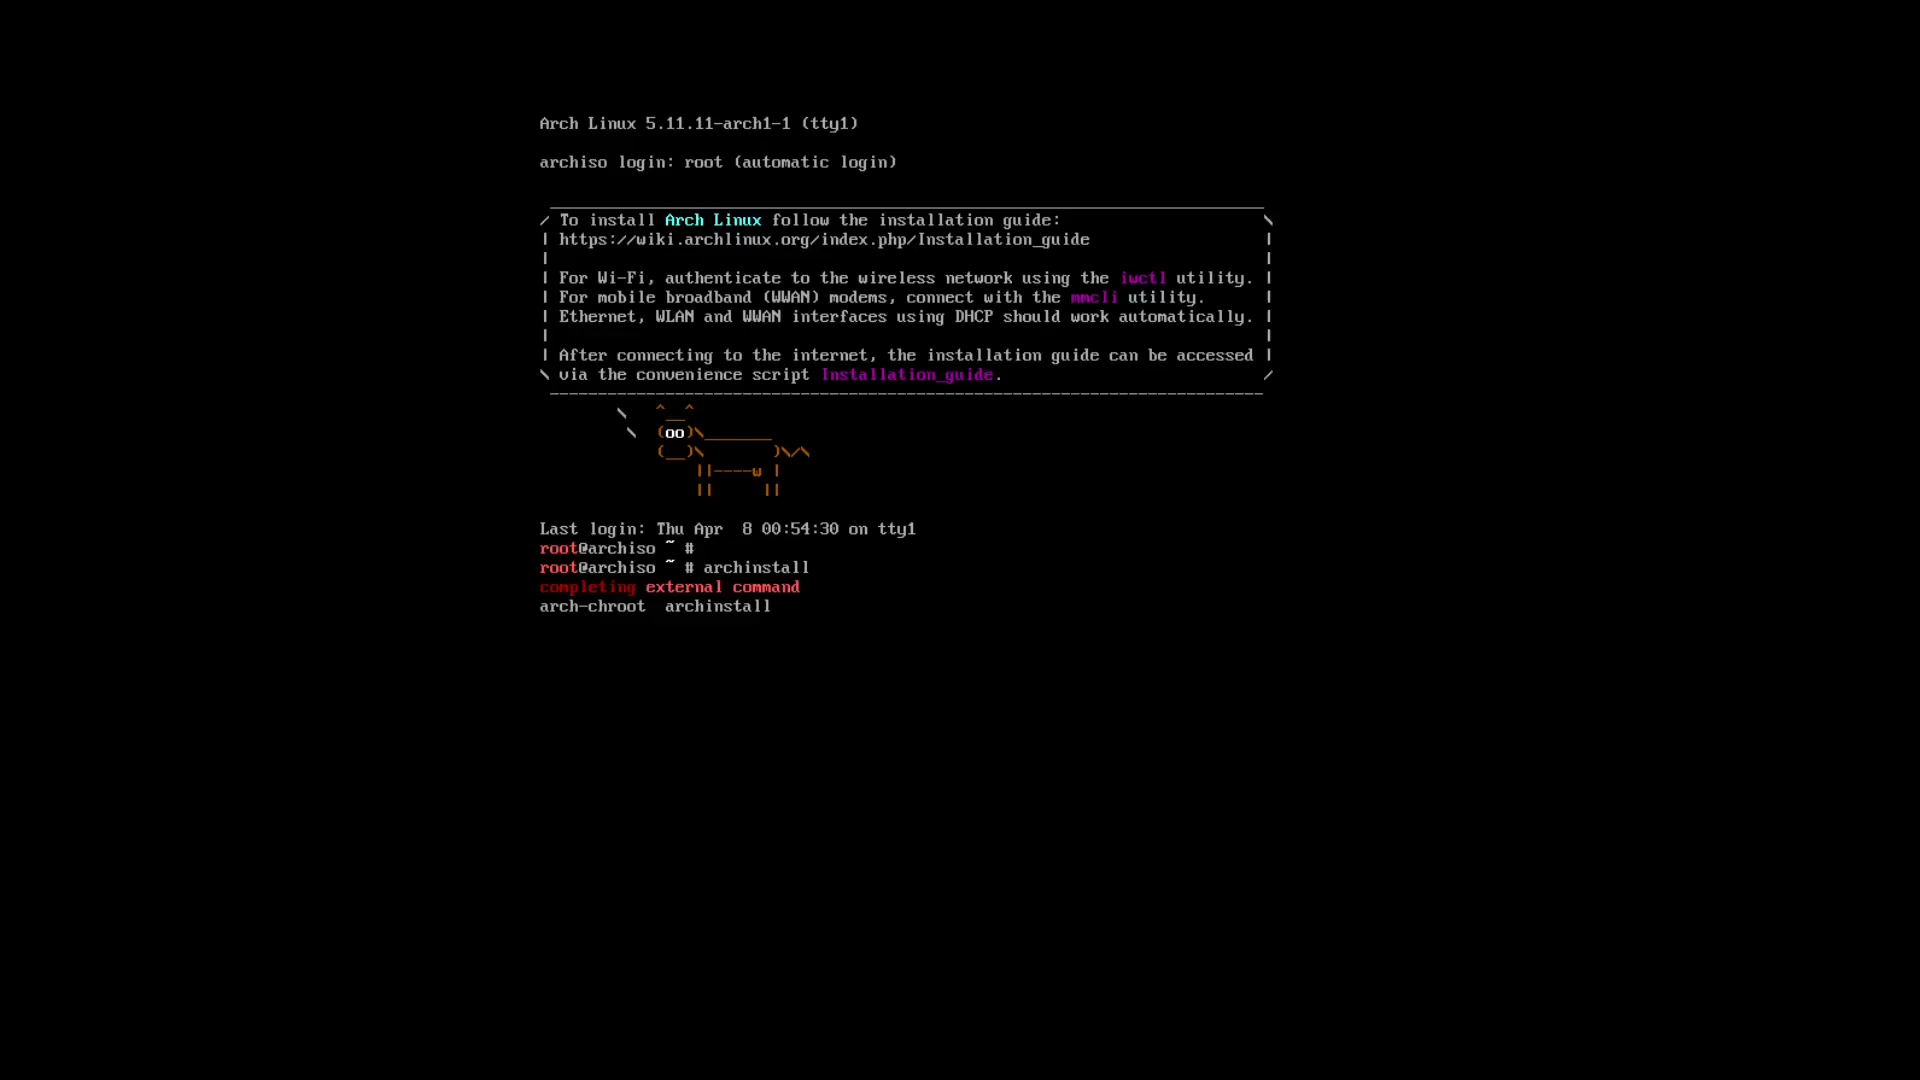 Arch Linux 5.11.11-arch1-1 (tty1)
archiso login: root (automatic login)
To install Arch Linux follow the installation guide:
https://wiki.archlinux.org/index.php/Installation_guide
For Wi-Fi, authenticate to the wireless network using the iwctl utility.
For mobile broadband (WWAN) modems, connect with the mmcli utility.
Ethernet, WLAN and WWAN interfaces using DHCP should work automatically.
After connecting to the internet, the installation guide can be accessed
via the convenience script Installation_guide.
Last login: Thu Apr  8 00:54:30 on tty1
root@archiso ~ #
root@archiso ~ # archinstall
completing external command
arch-chroot  archinstall